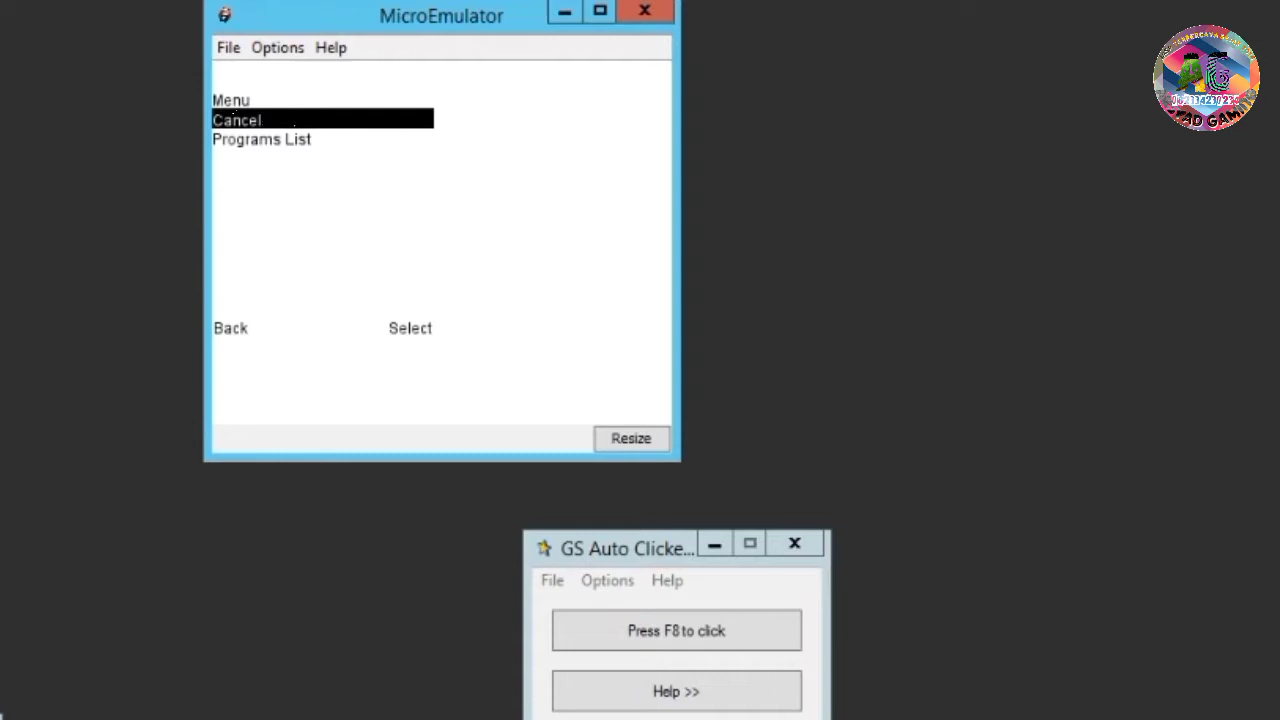 MicroEmulator
File Options Help
Menu
Cancel
Programs List
Back Select
Resize
GS Auto Clicke...
File Options Help
Press F8 to click
Help >>